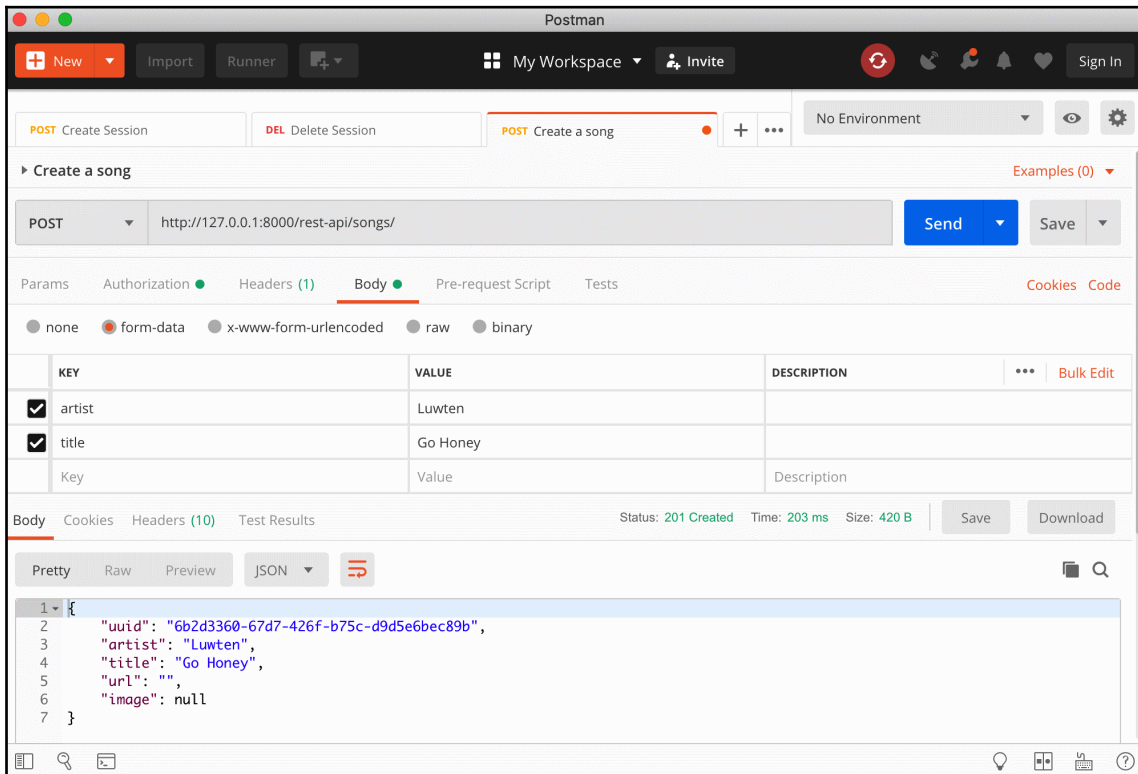 Postman
New Import Runner My Workspace Invite Sign In
POST Create Session DEL Delete Session POST Create a song No Environment
Create a song Examples (0)
POST http://127.0.0.1:8000/rest-api/songs/ Send Save
Params Authorization Headers (1) Body Pre-request Script Tests Cookies Code
none form-data x-www-form-urlencoded raw binary
KEY VALUE DESCRIPTION Bulk Edit
artist Luwten
title Go Honey
Key Value Description
Body Cookies Headers (10) Test Results Status: 201 Created Time: 203 ms Size: 420 B Save Download
Pretty Raw Preview JSON
1 {
2 "uuid": "6b2d3360-67d7-426f-b75c-d9d5e6bec89b",
3 "artist": "Luwten",
4 "title": "Go Honey",
5 "url": "",
6 "image": null
7 }